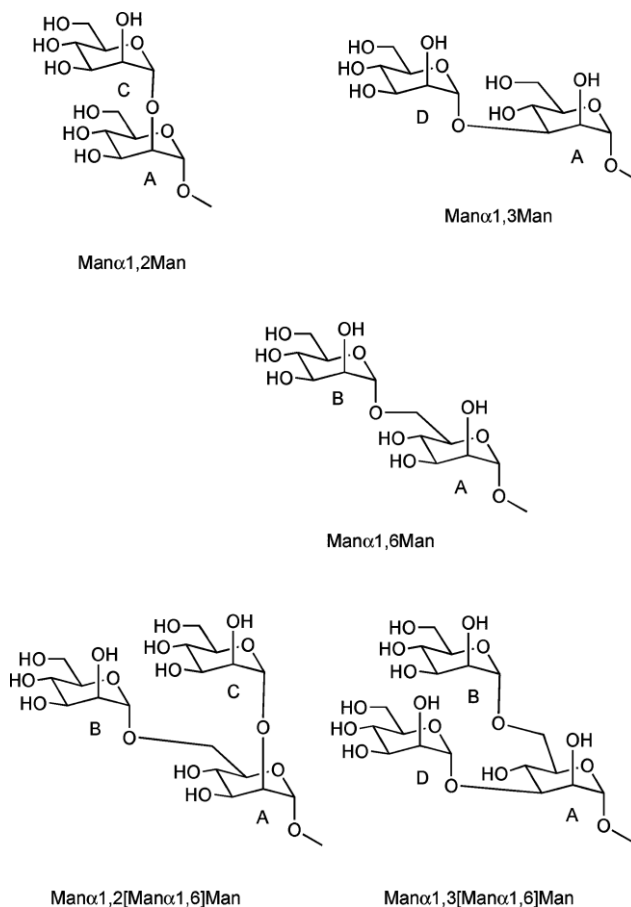 HO OH
HO O
HO
C
O
HO
HO O
HO
A
O
Manα1,2Man
HO OH
HO O
HO
D
O
HO OH
HO O
A
O
Manα1,3Man
HO OH
HO O
HO
B
O
OH
HO O
HO
A
O
Manα1,6Man
HO OH
HO O
HO
C
HO OH
HO O
HO
B
O
O
HO O
HO
A
O
Manα1,2[Manα1,6]Man
HO OH
HO O
HO
B
O
HO OH
HO O
HO
D
O
OH
HO O
A
O
Manα1,3[Manα1,6]Man